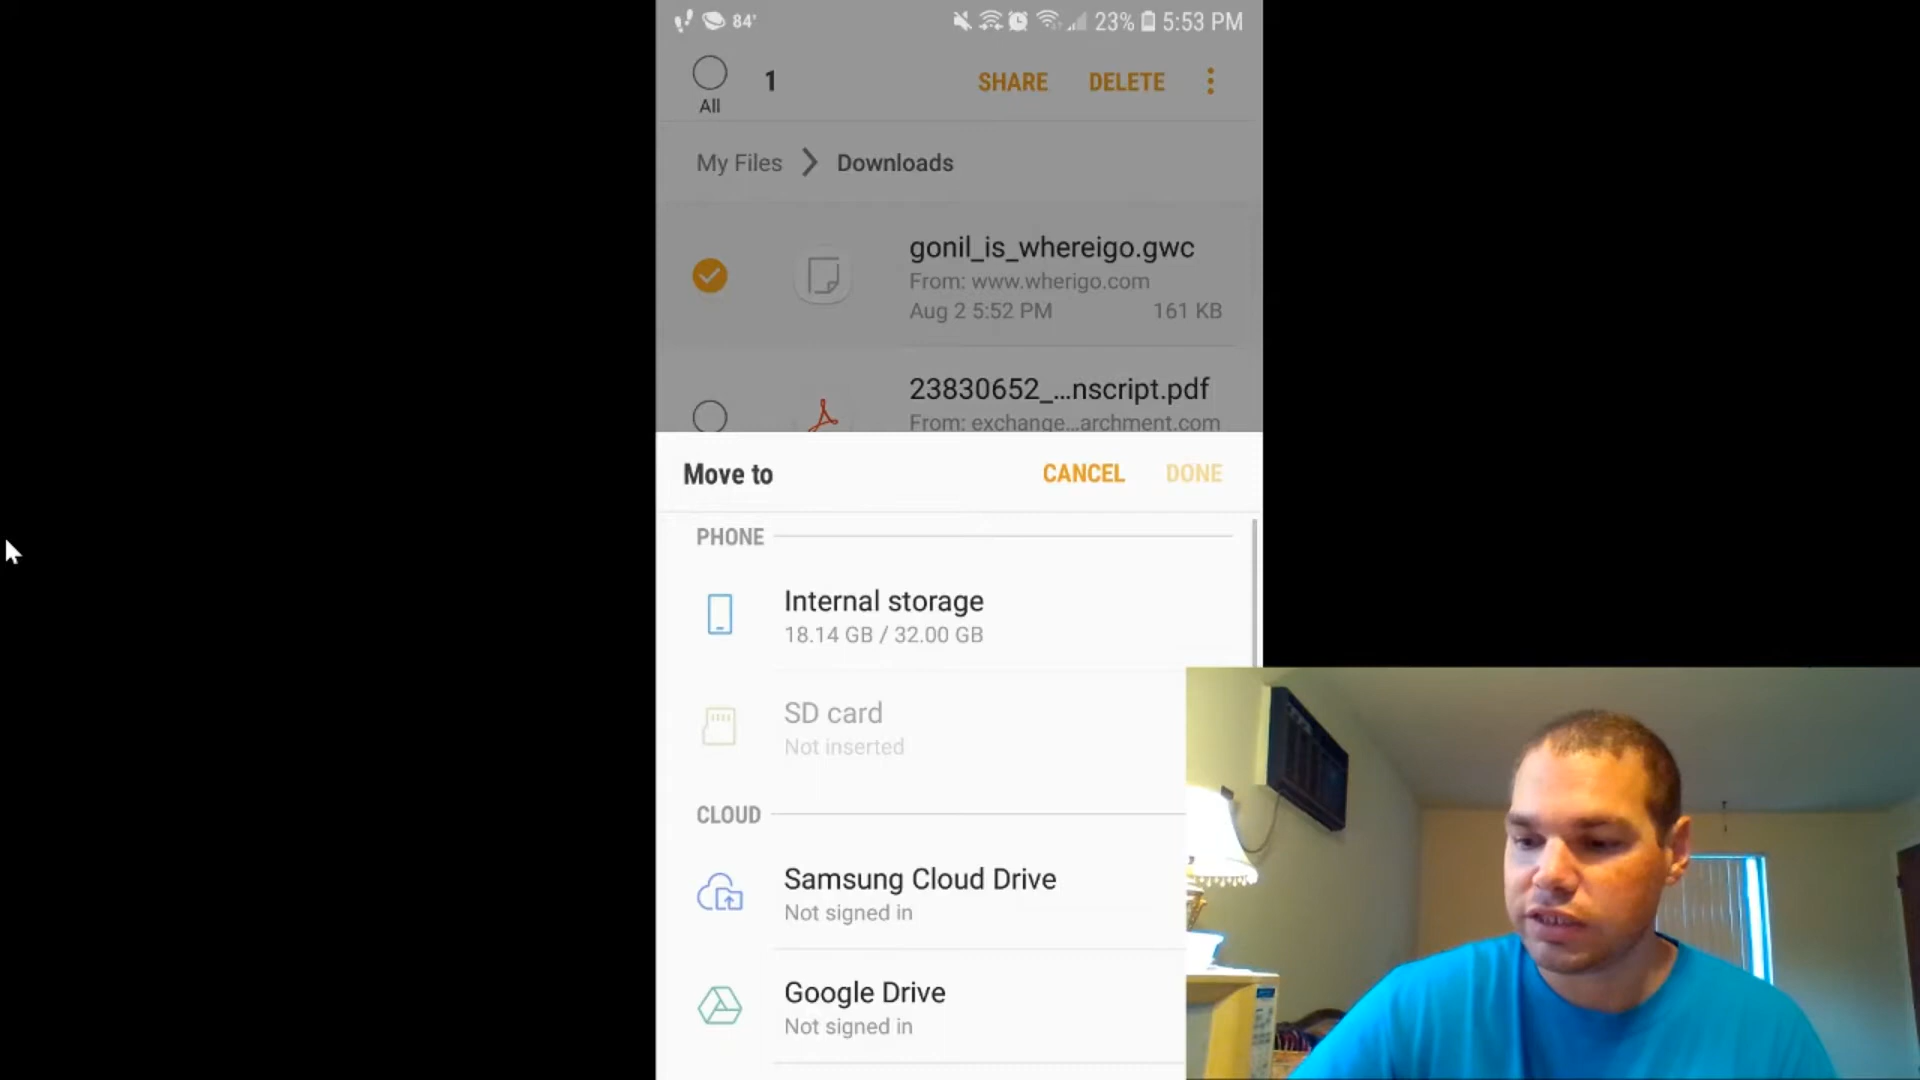 84° 23% 5:53 PM
1 SHARE DELETE
All
My Files Downloads
gonil_is_whereigo.gwc
From: www.wherigo.com
Aug 2 5:52 PM 161 KB
23830652_...nscript.pdf
From: exchange...archment.com
Move to CANCEL DONE
PHONE
Internal storage
18.14 GB / 32.00 GB
SD card
Not inserted
CLOUD
Samsung Cloud Drive
Not signed in
Google Drive
Not signed in